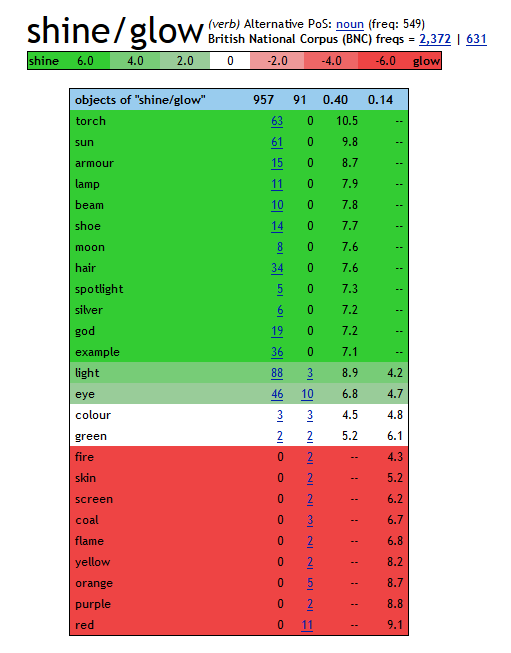 shine/glow (verb) Alternative PoS: noun (freq: 549)
British National Corpus (BNC) freqs = 2,372 | 631
shine 6.0 4.0 2.0 0 -2.0 -4.0 -6.0 glow
objects of "shine/glow" 957 91 0.40 0.14
torch 63 0 10.5 --
sun 61 0 9.8 --
armour 15 0 8.7 --
lamp 11 0 7.9 --
beam 10 0 7.8 --
shoe 14 0 7.7 --
moon 8 0 7.6 --
hair 34 0 7.6 --
spotlight 5 0 7.3 --
silver 6 0 7.2 --
god 19 0 7.2 --
example 36 0 7.1 --
light 88 3 8.9 4.2
eye 46 10 6.8 4.7
colour 3 3 4.5 4.8
green 2 2 5.2 6.1
fire 0 2 -- 4.3
skin 0 2 -- 5.2
screen 0 2 -- 6.2
coal 0 3 -- 6.7
flame 0 2 -- 6.8
yellow 0 2 -- 8.2
orange 0 5 -- 8.7
purple 0 2 -- 8.8
red 0 11 -- 9.1